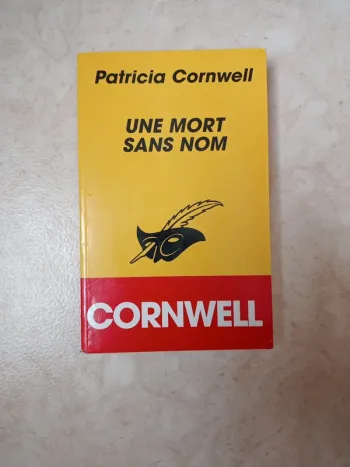 Patricia Cornwell
UNE MORT
SANS NOM
CORNWELL